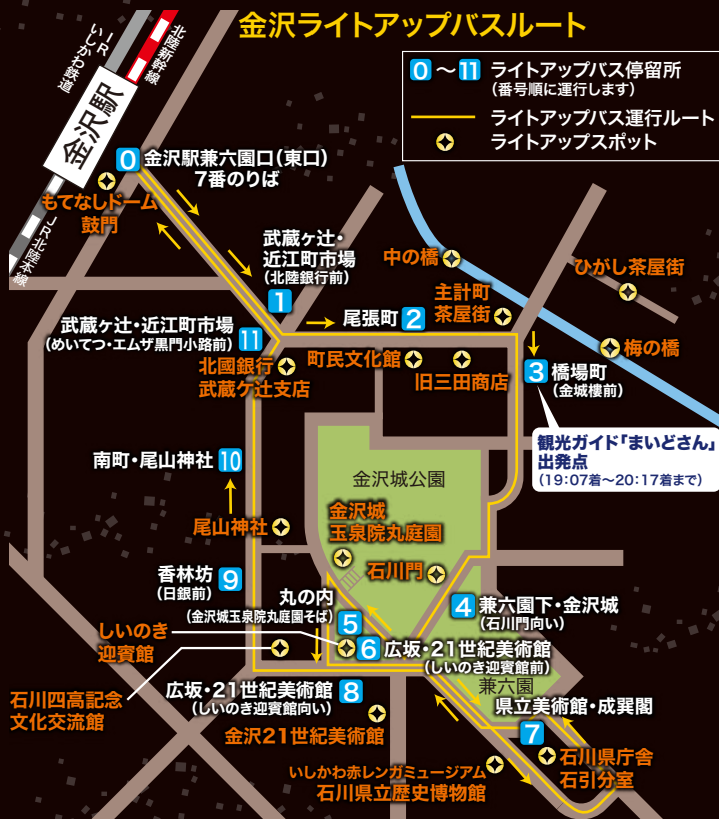 金沢ライトアップバスルート
0～11 ライトアップバス停留所
(番号順に運行します)
ライトアップバス運行ルート
ライトアップスポット
IRいしかわ鉄道
北陸新幹線
金沢駅
JR北陸本線
0 金沢駅兼六園口(東口)
7番のりば
もてなしドーム
鼓門
武蔵ヶ辻・
近江町市場
(北陸銀行前)
1
尾張町 2
中の橋
主計町
茶屋街
ひがし茶屋街
梅の橋
武蔵ヶ辻・近江町市場
(めいてつ・エムザ黒門小路前)
11
北國銀行
武蔵ケ辻支店
町民文化館
旧三田商店
3 橋場町
(金城樓前)
観光ガイド「まいどさん」
出発点
(19:07着～20:17着まで)
南町・尾山神社 10
金沢城公園
尾山神社
金沢城
玉泉院丸庭園
石川門
香林坊
(日銀前)
9
丸の内
(金沢城玉泉院丸庭園そば)
5
4 兼六園下・金沢城
(石川門向い)
しいのき
迎賓館
6 広坂・21世紀美術館
(しいのき迎賓館前)
石川四高記念
文化交流館
広坂・21世紀美術館
(しいのき迎賓館向い)
8
兼六園
県立美術館・成巽閣
7
金沢21世紀美術館
石川県庁舎
石引分室
いしかわ赤レンガミュージアム
石川県立歴史博物館